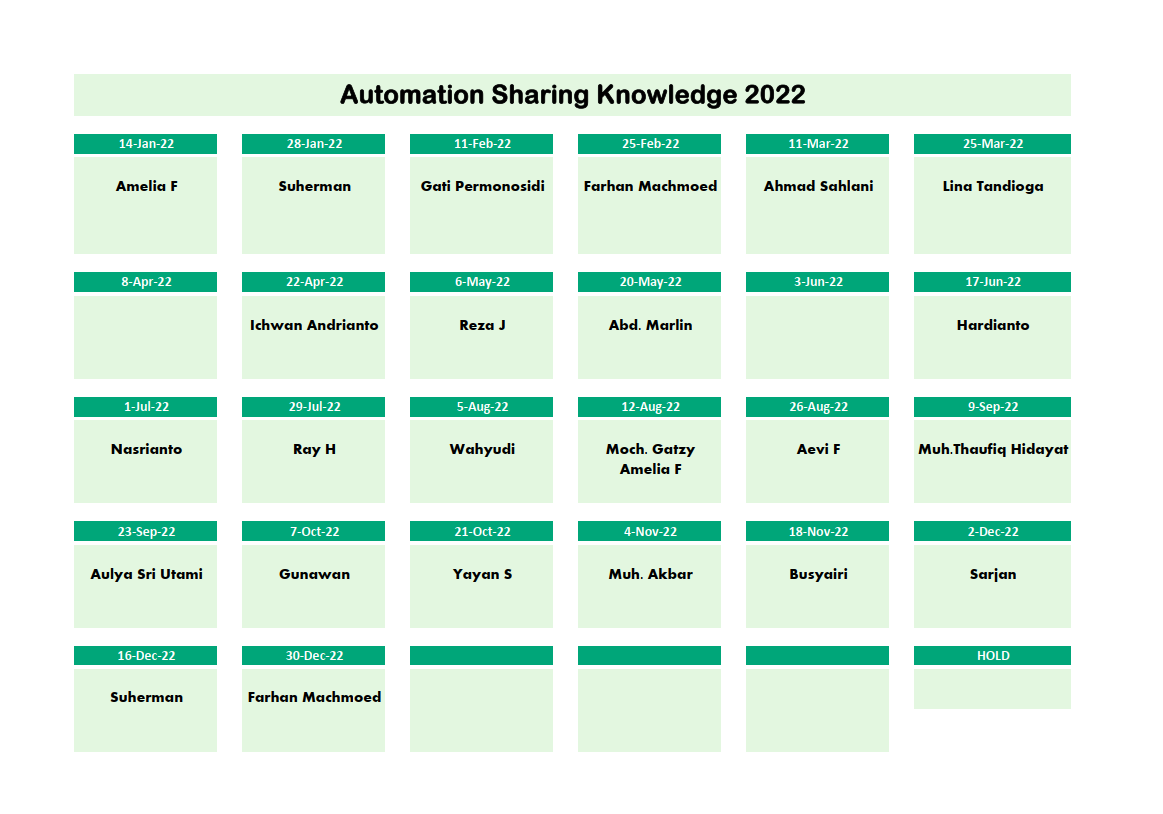 Automation Sharing Knowledge 2022
14-Jan-22 28-Jan-22 11-Feb-22 25-Feb-22 11-Mar-22 25-Mar-22
Amelia F Suherman Gati Permonosidi Farhan Machmoed Ahmad Sahlani Lina Tandioga
8-Apr-22 22-Apr-22 6-May-22 20-May-22 3-Jun-22 17-Jun-22
Ichwan Andrianto Reza J Abd. Marlin Hardianto
1-Jul-22 29-Jul-22 5-Aug-22 12-Aug-22 26-Aug-22 9-Sep-22
Nasrianto Ray H Wahyudi Moch. Gatzy Aevi F Muh.Thaufiq Hidayat
Amelia F
23-Sep-22 7-Oct-22 21-Oct-22 4-Nov-22 18-Nov-22 2-Dec-22
Aulya Sri Utami Gunawan Yayan S Muh. Akbar Busyairi Sarjan
16-Dec-22 30-Dec-22 HOLD
Suherman Farhan Machmoed